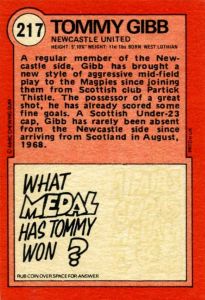 217
TOMMY GIBB
NEWCASTLE UNITED
HEIGHT: 5' 10½" WEIGHT: 11st 1lbs BORN: WEST LOTHIAN
A regular member of the New-
castle side, Gibb has brought a
new style of aggressive mid-field
play to the Magpies since joining
them from Scottish club Partick
Thistle. The possessor of a great
shot, he has already scored some
fine goals. A Scottish Under-23
cap, Gibb has rarely been absent
from the Newcastle side since
arriving from Scotland in August,
1968.
WHAT
MEDAL
HAS TOMMY
WON ?
RUB COIN OVER SPACE FOR ANSWER